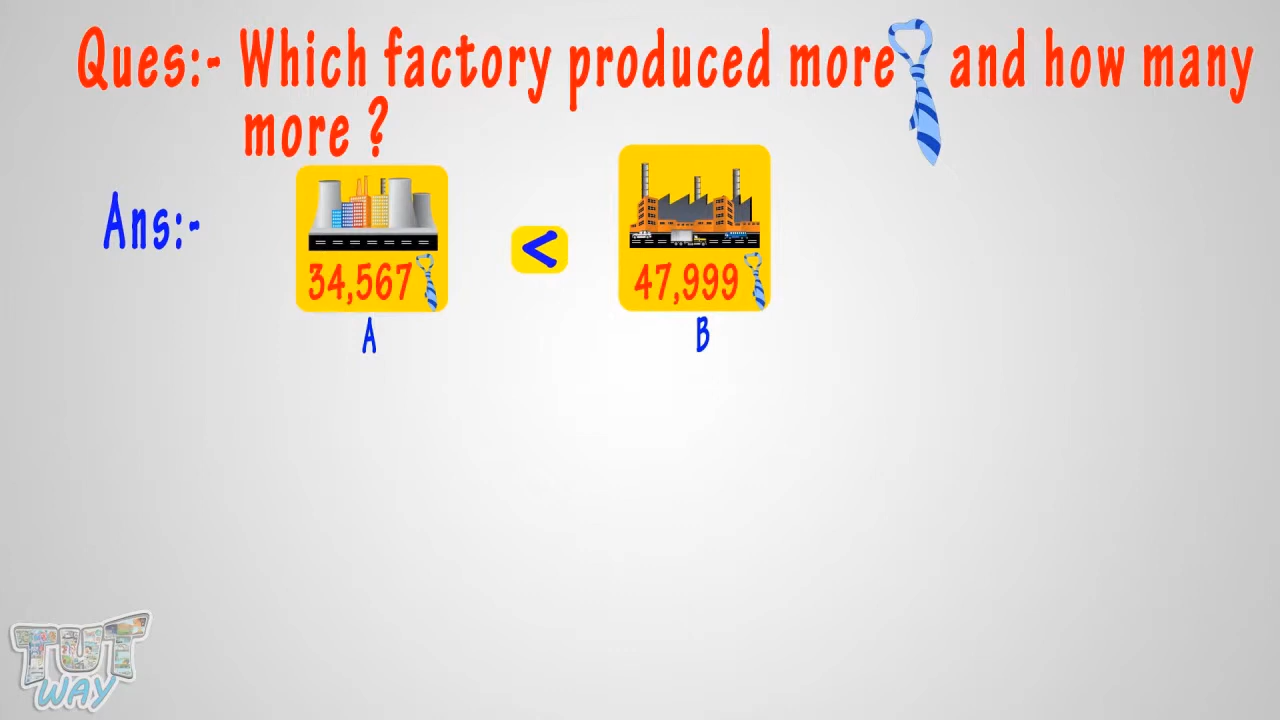 Ques:- Which factory produced more and how many
more ?
Ans:-
34,567 < 47,999
A B
TUT
WAY